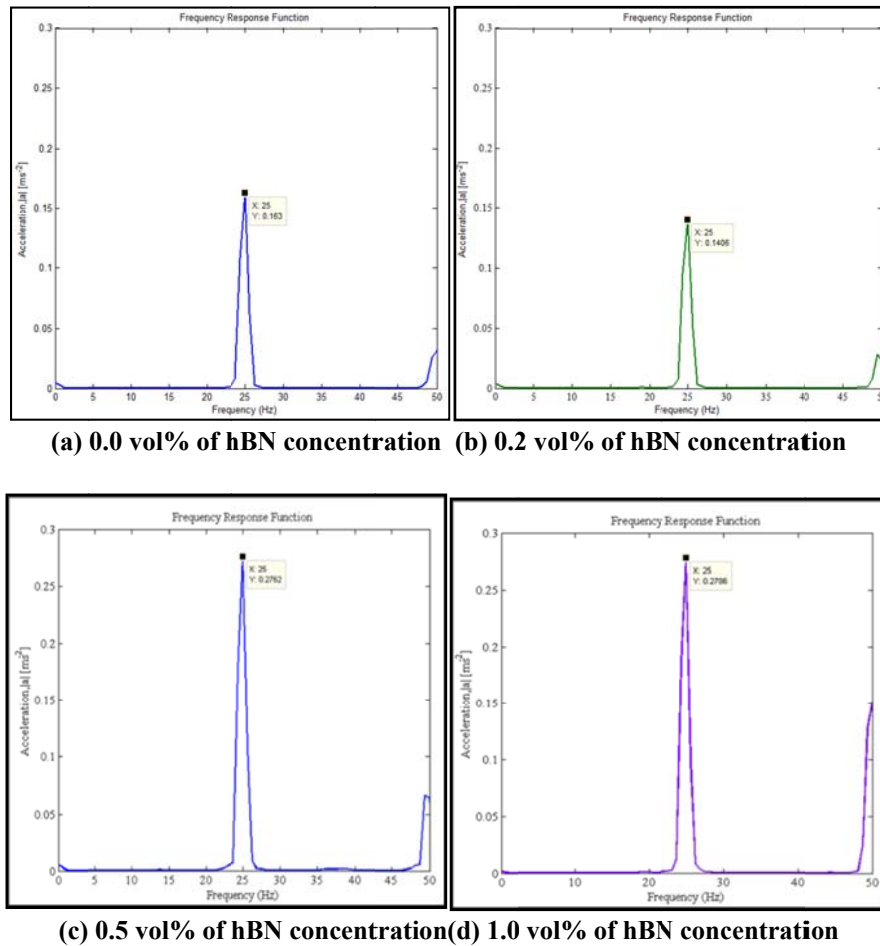 Frequency Response Function
0.3
0.25
0.2
0.15
0.1
0.05
0
Acceleration,|a| [ms⁻²]
X: 25
Y: 0.163
0 5 10 15 20 25 30 35 40 45 50
Frequency (Hz)
(a) 0.0 vol% of hBN concentration
Frequency Response Function
0.3
0.25
0.2
0.15
0.1
0.05
0
Acceleration,|a| [ms⁻²]
X: 25
Y: 0.1406
0 5 10 15 20 25 30 35 40 45
Frequency (Hz)
(b) 0.2 vol% of hBN concentration
Frequency Response Function
0.3
0.25
0.2
0.15
0.1
0.05
0
Acceleration,|a| [ms²]
X: 25
Y: 0.2762
0 5 10 15 20 25 30 35 40 45 50
Frequency (Hz)
(c) 0.5 vol% of hBN concentration
Frequency Response Function
0.3
0.25
0.2
0.15
0.1
0.05
0
Acceleration,|a| [ms²]
X: 25
Y: 0.2786
0 10 20 30 40 50
Frequency (Hz)
(d) 1.0 vol% of hBN concentration